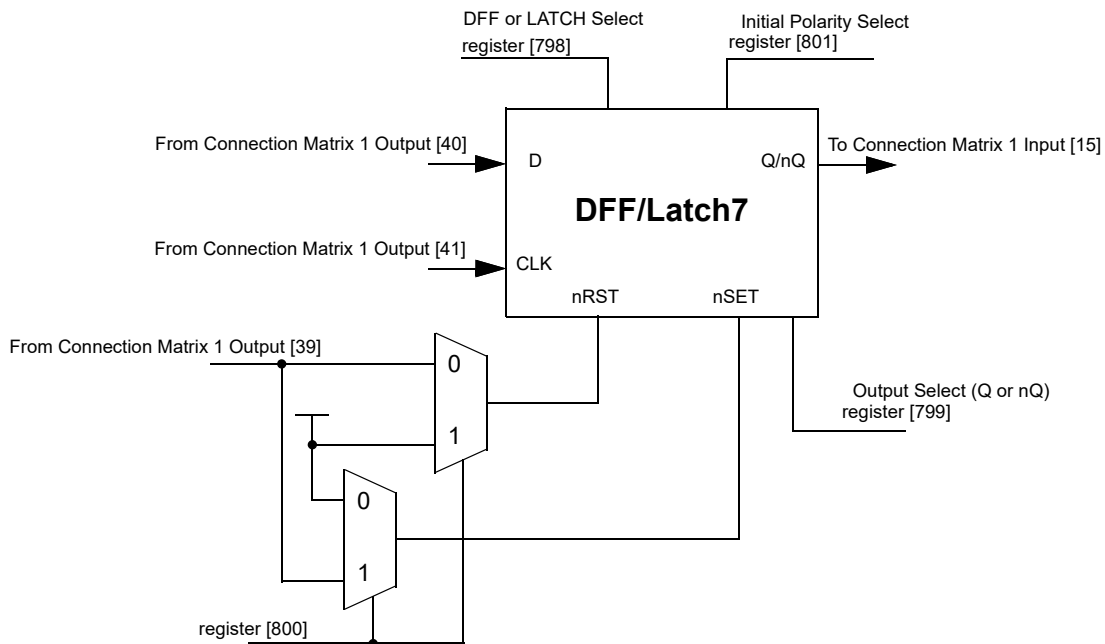 DFF or LATCH Select
register [798]
Initial Polarity Select
register [801]
From Connection Matrix 1 Output [40]
D
Q/nQ
To Connection Matrix 1 Input [15]
DFF/Latch7
From Connection Matrix 1 Output [41]
CLK
nRST
nSET
From Connection Matrix 1 Output [39]
0
1
Output Select (Q or nQ)
register [799]
0
1
register [800]